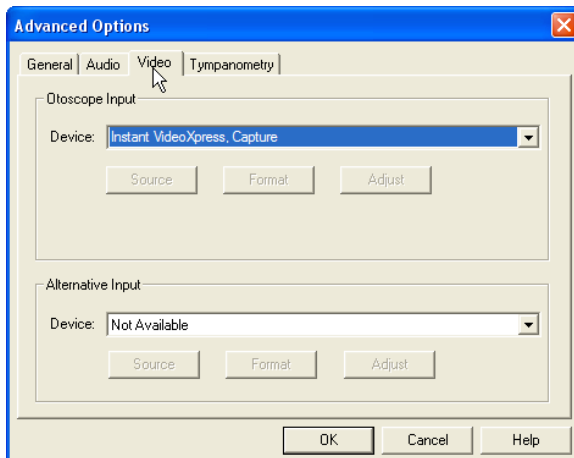 Advanced Options
General Audio Video Tympanometry
Otoscope Input
Device: Instant VideoXpress, Capture
Source Format Adjust
Alternative Input
Device: Not Available
Source Format Adjust
OK Cancel Help